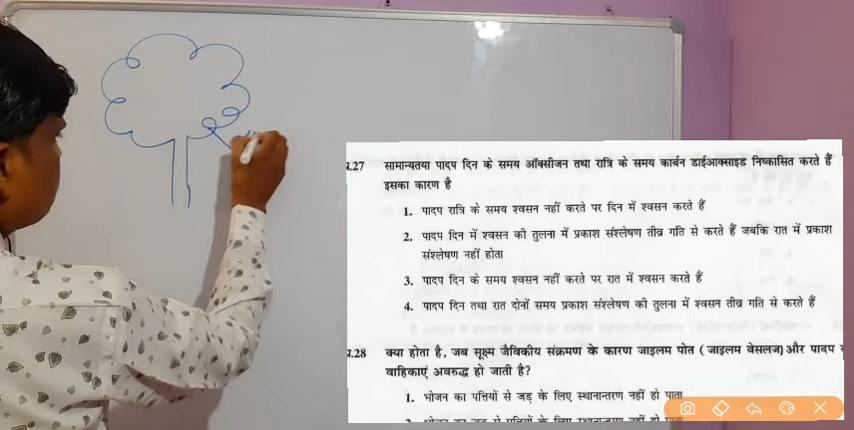 प्र.27 सामान्यतया पादप दिन के समय ऑक्सीजन तथा रात्रि के समय कार्बन डाईआक्साइड निष्कासित करते हैं
इसका कारण है
1. पादप रात्रि के समय श्वसन नहीं करते पर दिन में श्वसन करते हैं
2. पादप दिन में श्वसन की तुलना में प्रकाश संश्लेषण तीव्र गति से करते हैं जबकि रात में प्रकाश
संश्लेषण नहीं होता
3. पादप दिन के समय श्वसन नहीं करते पर रात में श्वसन करते हैं
4. पादप दिन तथा रात दोनों समय प्रकाश संश्लेषण की तुलना में श्वसन तीव्र गति से करते हैं
प्र.28 क्या होता है, जब सूक्ष्म जैविकीय संक्रमण के कारण जाइलम पोत ( जाइलम वेसलज) और पादप
वाहिकाएं अवरुद्ध हो जाती है?
1. भोजन का पत्तियों से जड़ के लिए स्थानान्तरण नहीं हो पाता